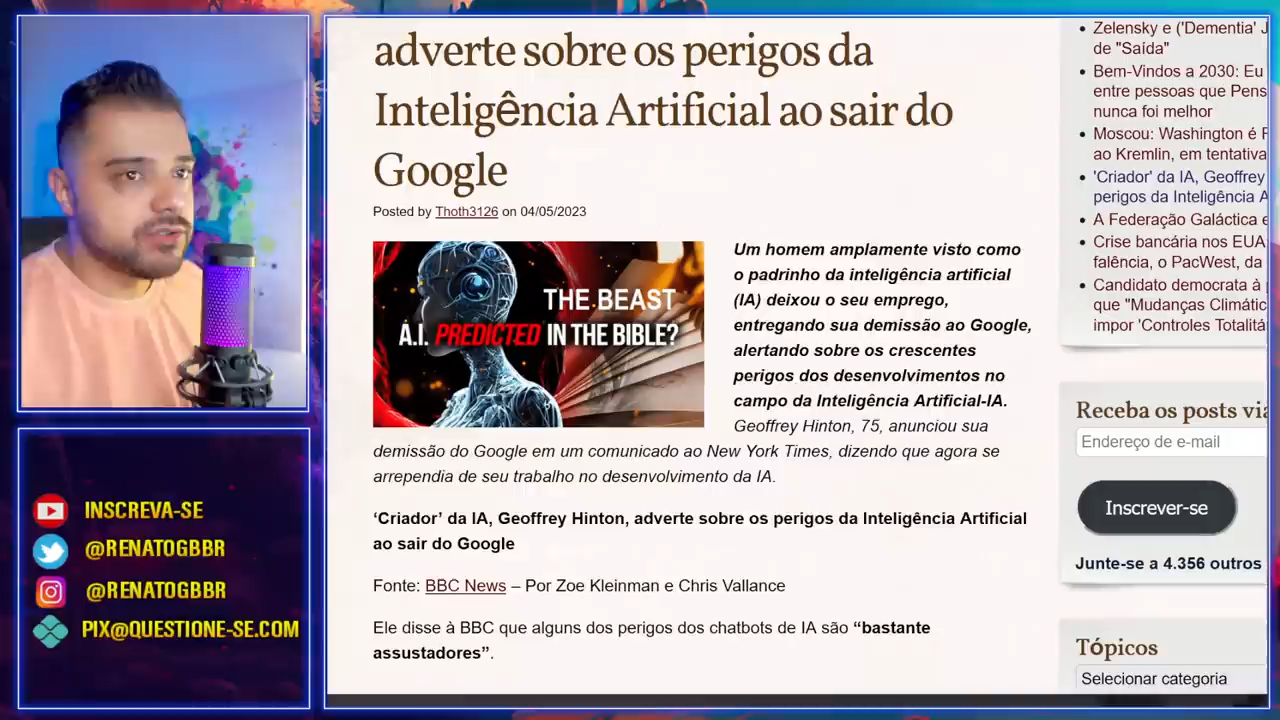 adverte sobre os perigos da
Inteligência Artificial ao sair do
Google
Posted by Thoth3126 on 04/05/2023
THE BEAST
A.I. PREDICTED IN THE BIBLE?
Um homem amplamente visto como
o padrinho da inteligência artificial
(IA) deixou o seu emprego,
entregando sua demissão ao Google,
alertando sobre os crescentes
perigos dos desenvolvimentos no
campo da Inteligência Artificial-IA.
Geoffrey Hinton, 75, anunciou sua
demissão do Google em um comunicado ao New York Times, dizendo que agora se
arrependia de seu trabalho no desenvolvimento da IA.
‘Criador’ da IA, Geoffrey Hinton, adverte sobre os perigos da Inteligência Artificial
ao sair do Google
Fonte: BBC News – Por Zoe Kleinman e Chris Vallance
Ele disse à BBC que alguns dos perigos dos chatbots de IA são “bastante
assustadores”.
Zelensky e ('Dementia' J
de "Saída"
Bem-Vindos a 2030: Eu
entre pessoas que Pens
nunca foi melhor
Moscou: Washington é
ao Kremlin, em tentativa
'Criador' da IA, Geoffrey
perigos da Inteligência A
A Federação Galáctica e
Crise bancária nos EUA
falência, o PacWest, da
Candidato democrata à
que "Mudanças Climátic
impor 'Controles Totalitá
Receba os posts via
Endereço de e-mail
Inscrever-se
Junte-se a 4.356 outros
Tópicos
Selecionar categoria
INSCREVA-SE
@RENATOGBBR
@RENATOGBBR
PIX@QUESTIONE-SE.COM